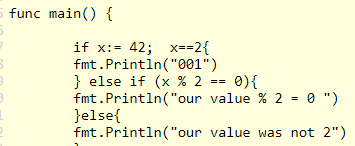 func main() {
if x:= 42; x==2{
fmt.Println("001")
} else if (x % 2 == 0){
fmt.Println("our value % 2 = 0 ")
}else{
fmt.Println("our value was not 2")